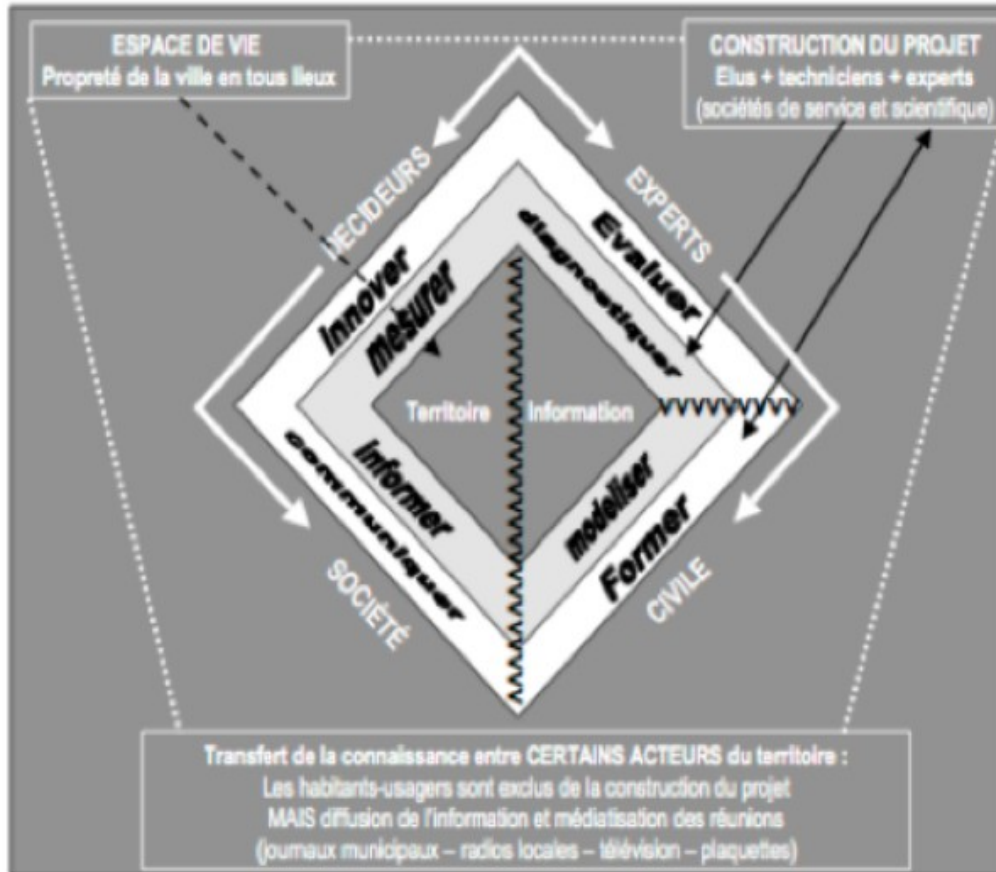 ESPACE DE VIE
Propreté de la ville en tous lieux
CONSTRUCTION DU PROJET
Elus + techniciens + experts
(sociétés de service et scientifique)
DECIDEURS
EXPERTS
Innover
Evaluer
mesurer
diagnostiquer
Territoire
Information
Informer
modeliser
communiquer
Former
SOCIÉTÉ
CIVILE
Transfert de la connaissance entre CERTAINS ACTEURS du territoire :
Les habitants-usagers sont exclus de la construction du projet
MAIS diffusion de l'information et médiatisation des réunions
(journaux municipaux – radios locales – télévision – plaquettes)